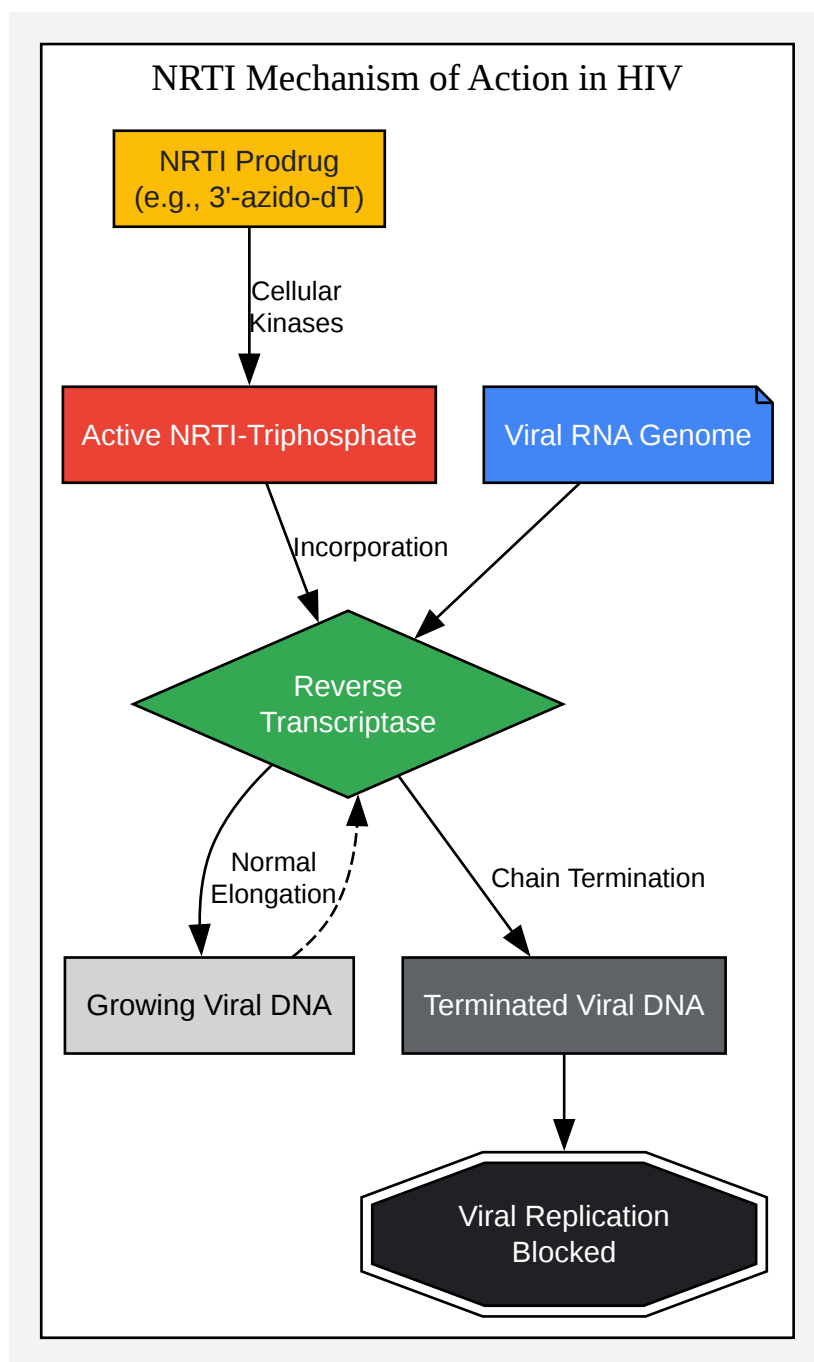 NRTI Mechanism of Action in HIV
NRTI Prodrug
(e.g., 3'-azido-dT)
Cellular
Kinases
Active NRTI-Triphosphate
Viral RNA Genome
Incorporation
Reverse
Transcriptase
Normal
Elongation
Chain Termination
Growing Viral DNA
Terminated Viral DNA
Viral Replication
Blocked